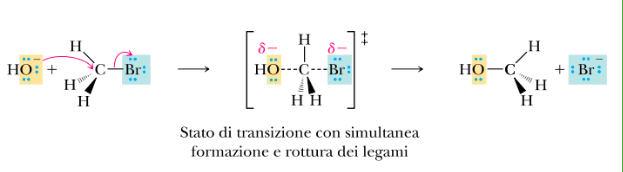 HO:⁻ + H H H C—Br: ⟶ [HO---C---Br: δ− δ− H H H]‡ ⟶ HO—C H H H + :Br:⁻
Stato di transizione con simultanea
formazione e rottura dei legami